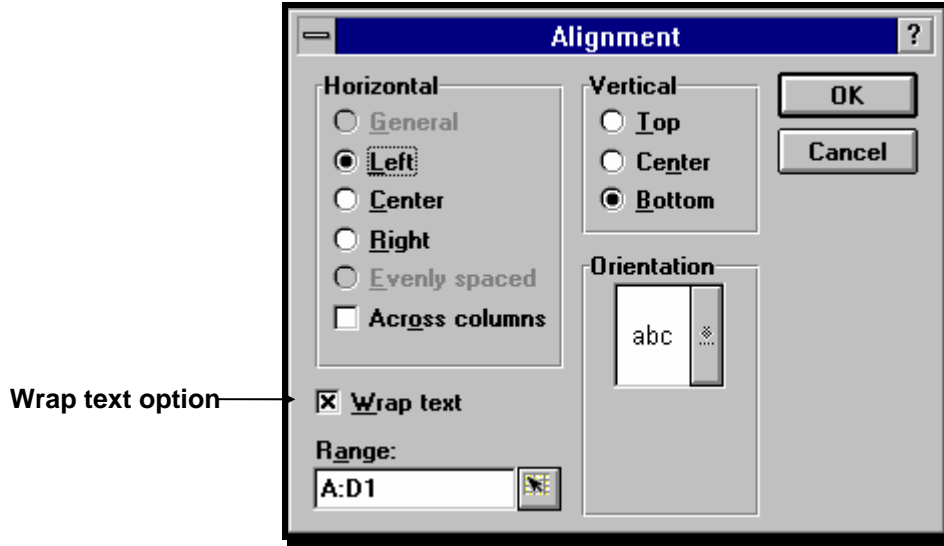 Alignment
?
Horizontal
General
Left
Center
Right
Evenly spaced
Across columns
Vertical
Top
Center
Bottom
OK
Cancel
Orientation
abc
Wrap text option
Wrap text
Range:
A:D1